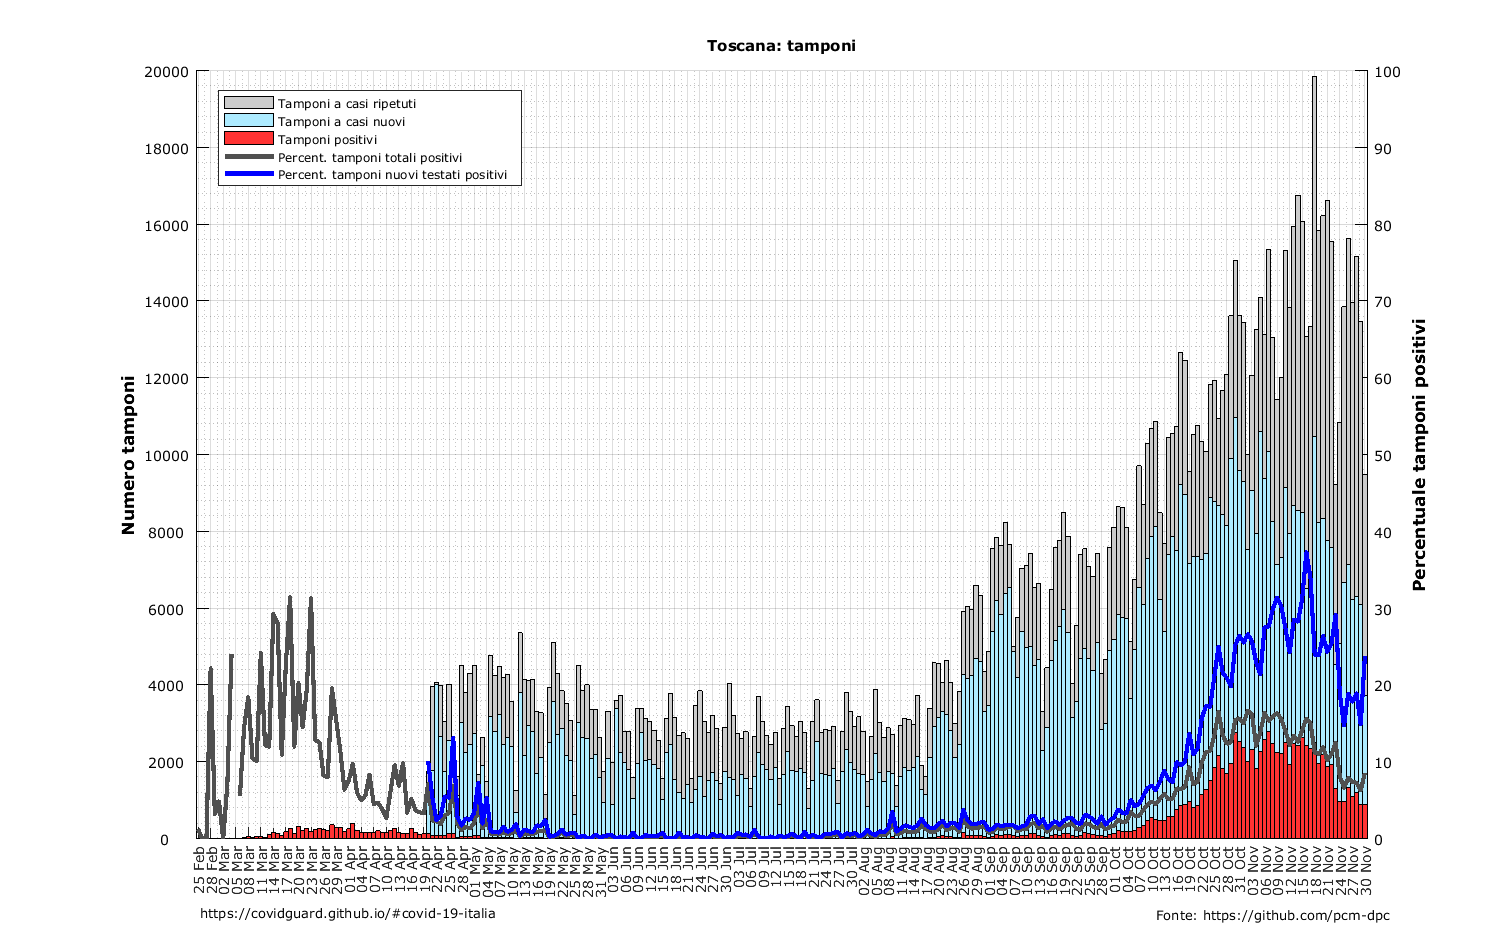 Toscana: tamponi
Tamponi a casi ripetuti
Tamponi a casi nuovi
Tamponi positivi
Percent. tamponi totali positivi
Percent. tamponi nuovi testati positivi
Numero tamponi
20000
18000
16000
14000
12000
10000
8000
6000
4000
2000
0
Percentuale tamponi positivi
100
90
80
70
60
50
40
30
20
10
0
25 Feb
28 Feb
02 Mar
05 Mar
08 Mar
11 Mar
14 Mar
17 Mar
20 Mar
23 Mar
26 Mar
29 Mar
01 Apr
04 Apr
07 Apr
10 Apr
13 Apr
16 Apr
19 Apr
22 Apr
25 Apr
28 Apr
01 May
04 May
07 May
10 May
13 May
16 May
19 May
22 May
25 May
28 May
31 May
03 Jun
06 Jun
09 Jun
12 Jun
15 Jun
18 Jun
21 Jun
24 Jun
27 Jun
30 Jun
03 Jul
06 Jul
09 Jul
12 Jul
15 Jul
18 Jul
21 Jul
24 Jul
27 Jul
30 Jul
02 Aug
05 Aug
08 Aug
11 Aug
14 Aug
17 Aug
20 Aug
23 Aug
26 Aug
29 Aug
01 Sep
04 Sep
07 Sep
10 Sep
13 Sep
16 Sep
19 Sep
22 Sep
25 Sep
28 Sep
01 Oct
04 Oct
07 Oct
10 Oct
13 Oct
16 Oct
19 Oct
22 Oct
25 Oct
28 Oct
31 Oct
03 Nov
06 Nov
09 Nov
12 Nov
15 Nov
18 Nov
21 Nov
24 Nov
27 Nov
30 Nov
https://covidguard.github.io/#covid-19-italia
Fonte: https://github.com/pcm-dpc